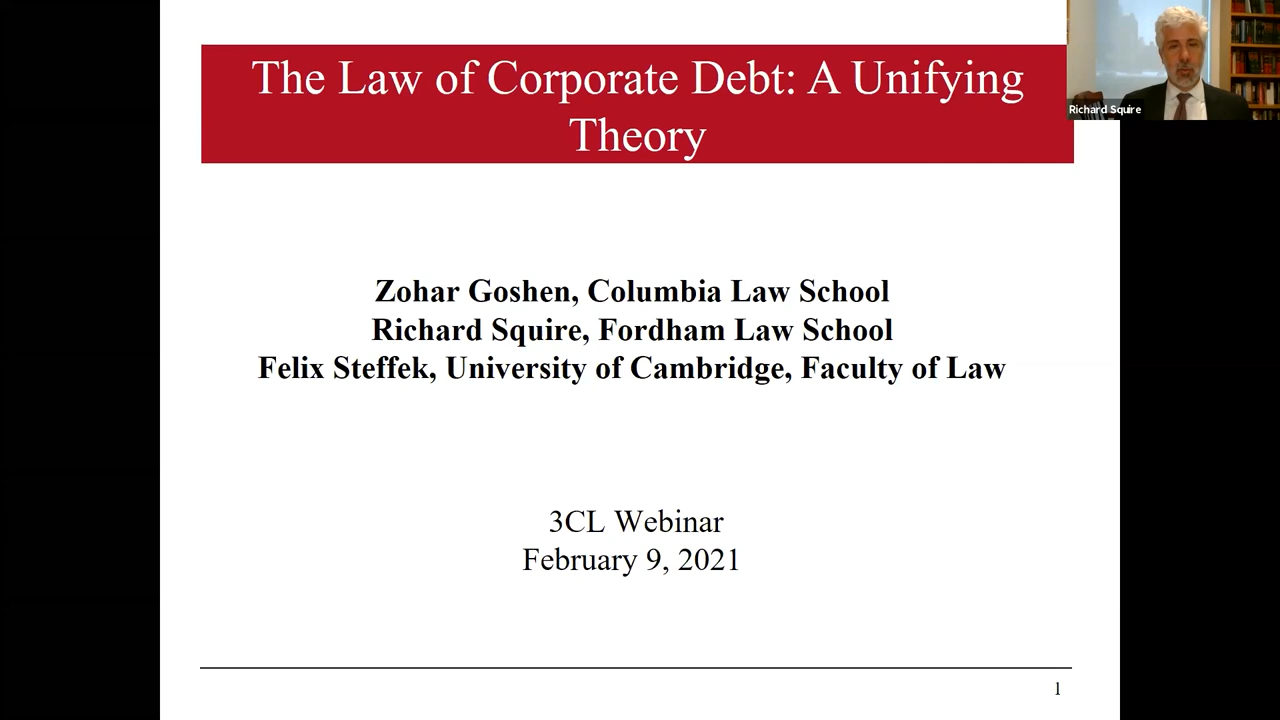 The Law of Corporate Debt: A Unifying
Theory
Richard Squire
Zohar Goshen, Columbia Law School
Richard Squire, Fordham Law School
Felix Steffek, University of Cambridge, Faculty of Law
3CL Webinar
February 9, 2021
1